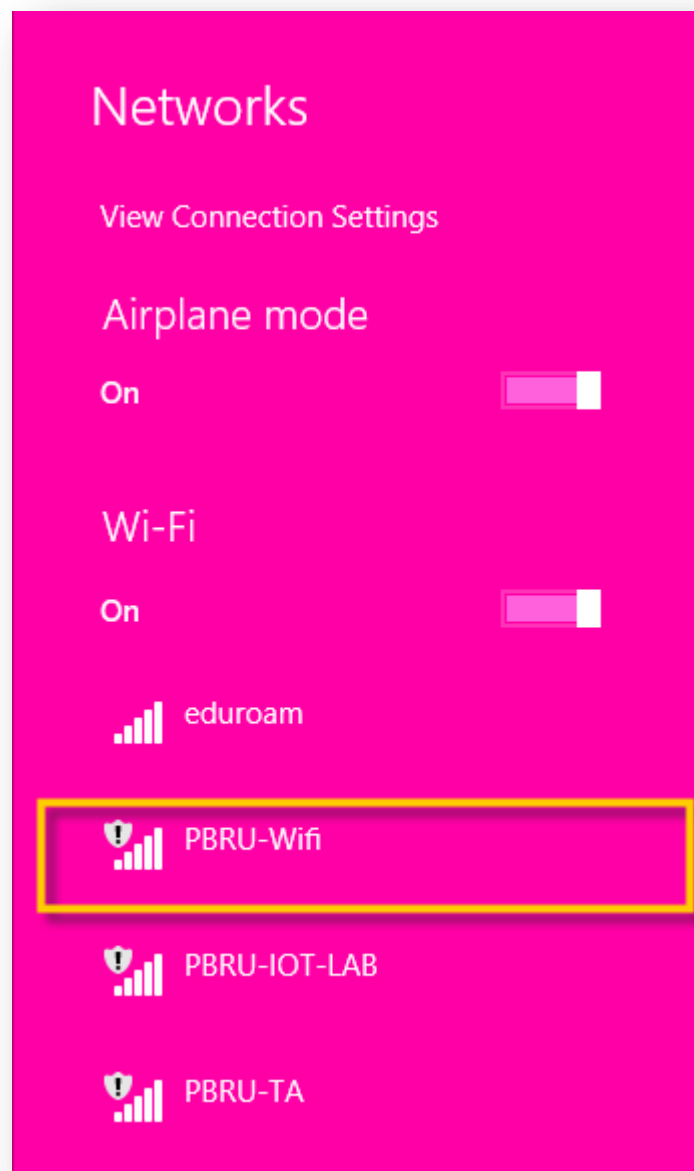 Networks
View Connection Settings
Airplane mode
On
Wi-Fi
On
eduroam
PBRU-Wifi
PBRU-IOT-LAB
PBRU-TA